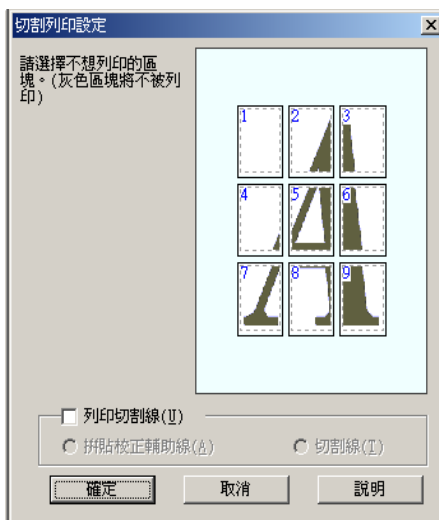 切割列印設定
請選擇不想列印的區
塊。(灰色區塊將不被列
印)
1 2 3
4 5 6
7 8 9
列印切割線(U)
拼貼校正輔助線(A) 切割線(T)
確定 取消 說明